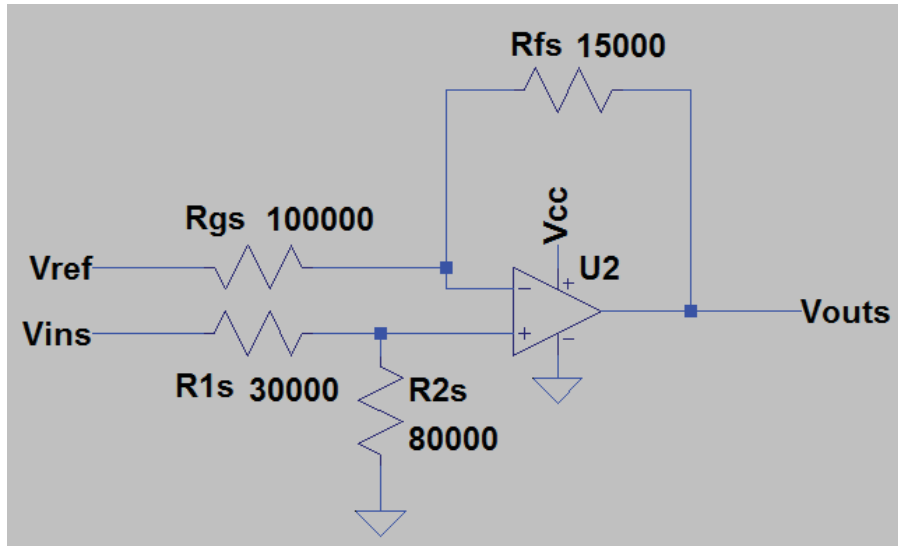 Rfs 15000
Vcc
Rgs 100000
U2
Vref
+
−
Vouts
Vins
+
−
R1s 30000
R2s
80000